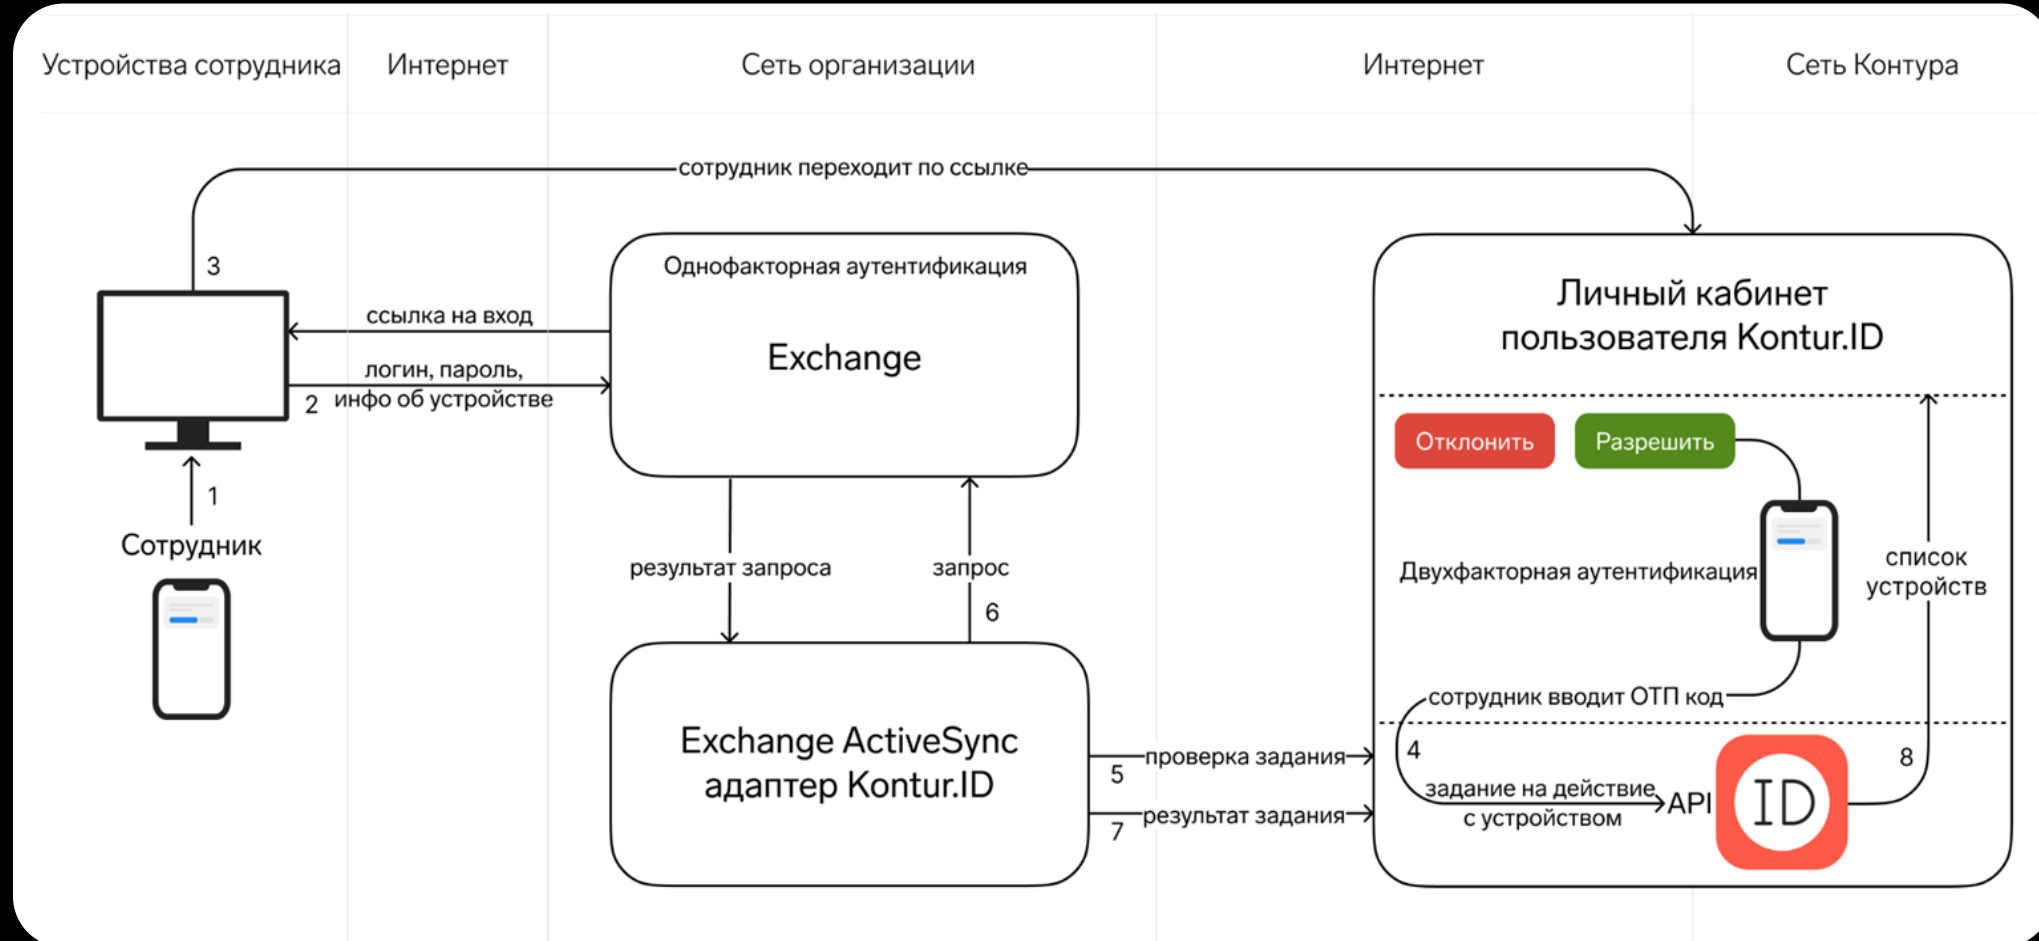 Устройства сотрудника
Интернет
Сеть организации
Интернет
Сеть Контура
сотрудник переходит по ссылке
3
Однофакторная аутентификация
Exchange
ссылка на вход
логин, пароль,
инфо об устройстве
2
1
Сотрудник
результат запроса
запрос
6
Exchange ActiveSync
адаптер Kontur.ID
проверка задания
5
результат задания
7
Личный кабинет
пользователя Kontur.ID
Отклонить
Разрешить
Двухфакторная аутентификация
список
устройств
сотрудник вводит ОТП код
4
задание на действие
с устройством
API
ID
8